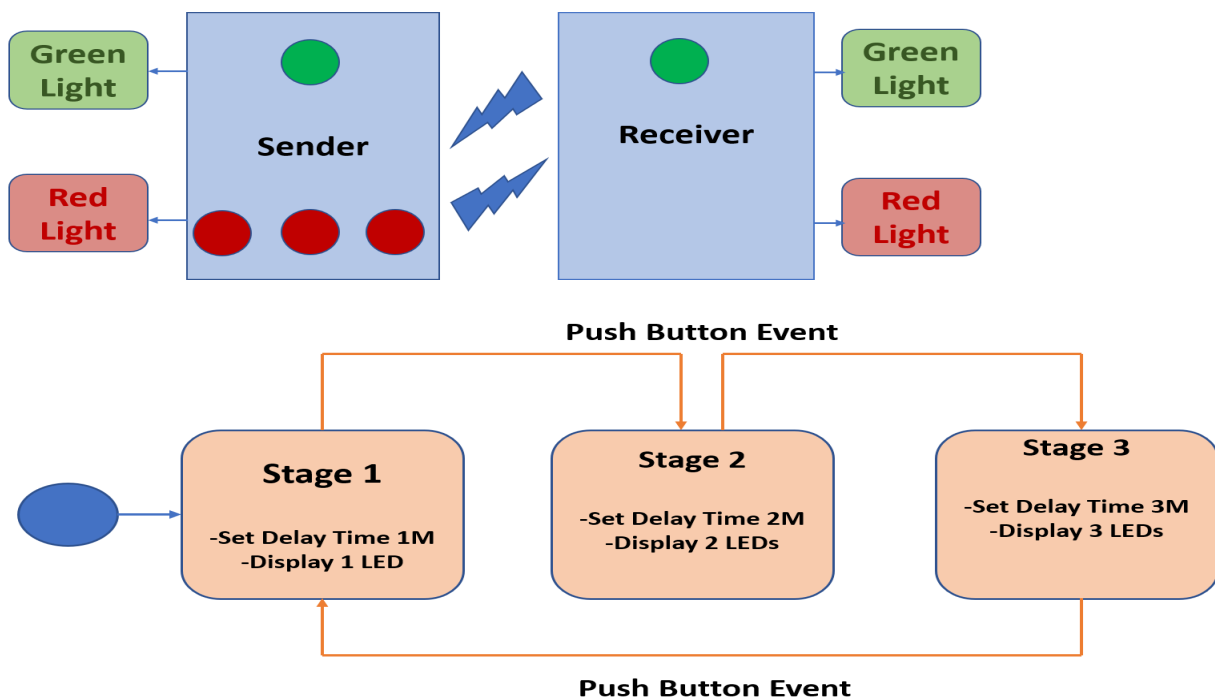 Green
Light
Sender
Red
Light
Receiver
Green
Light
Red
Light
Push Button Event
Stage 1
-Set Delay Time 1M
-Display 1 LED
Stage 2
-Set Delay Time 2M
-Display 2 LEDs
Stage 3
-Set Delay Time 3M
-Display 3 LEDs
Push Button Event